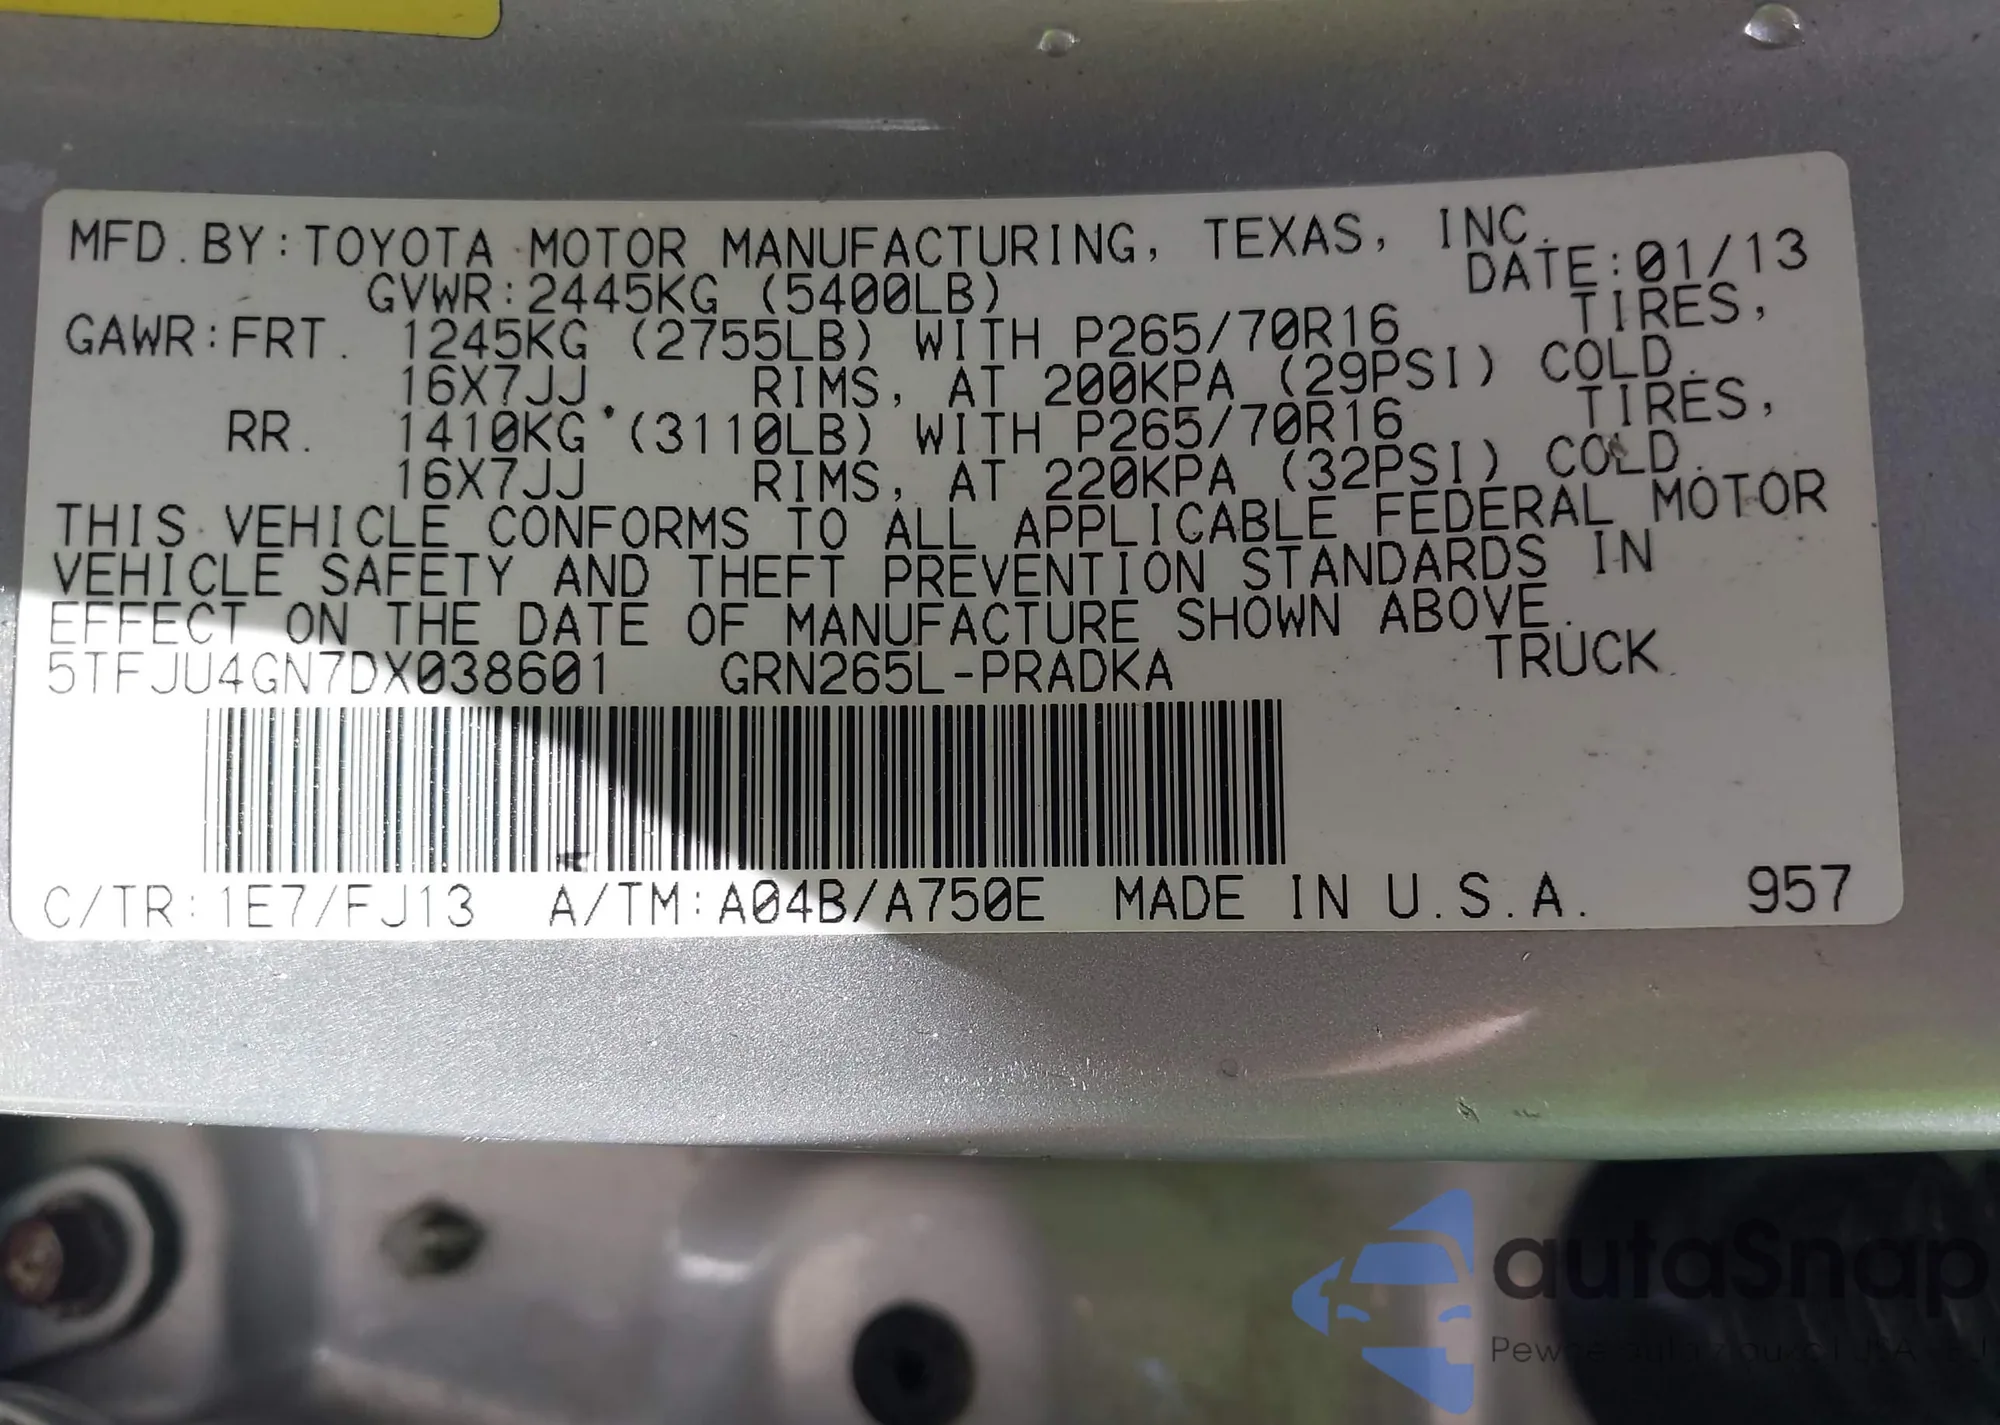 MFD.BY:TOYOTA MOTOR MANUFACTURING, TEXAS, INC.
GVWR:2445KG (5400LB) DATE:01/13
GAWR:FRT. 1245KG (2755LB) WITH P265/70R16 TIRES,
16X7JJ RIMS, AT 200KPA (29PSI) COLD.
RR. 1410KG (3110LB) WITH P265/70R16 TIRES,
16X7JJ RIMS, AT 220KPA (32PSI) COLD.
THIS VEHICLE CONFORMS TO ALL APPLICABLE FEDERAL MOTOR
VEHICLE SAFETY AND THEFT PREVENTION STANDARDS IN
EFFECT ON THE DATE OF MANUFACTURE SHOWN ABOVE.
5TFJU4GN7DX038601 GRN265L-PRADKA TRUCK
C/TR:1E7/FJ13 A/TM:A04B/A750E MADE IN U.S.A. 957
autaSnap